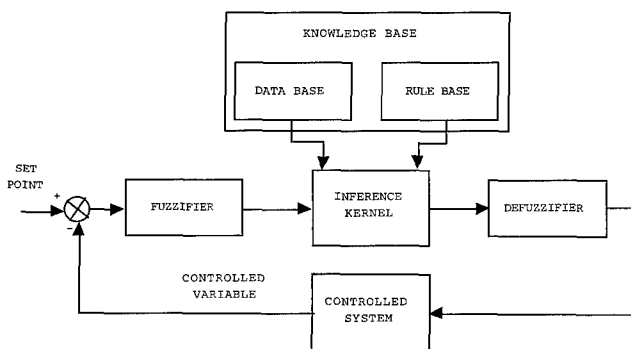 KNOWLEDGE BASE
DATA BASE
RULE BASE
SET
POINT
+
-
FUZZIFIER
INFERENCE
KERNEL
DEFUZZIFIER
CONTROLLED
VARIABLE
CONTROLLED
SYSTEM